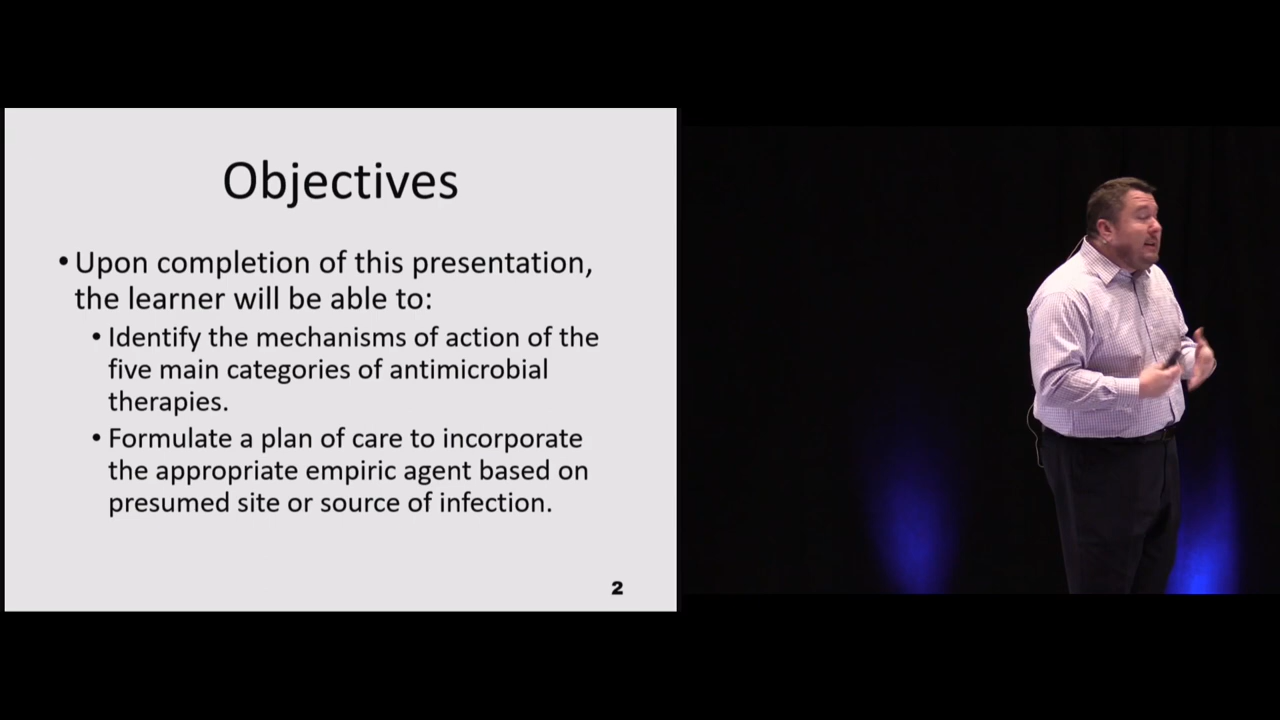 Objectives
• Upon completion of this presentation,
the learner will be able to:
• Identify the mechanisms of action of the
five main categories of antimicrobial
therapies.
• Formulate a plan of care to incorporate
the appropriate empiric agent based on
presumed site or source of infection.
2